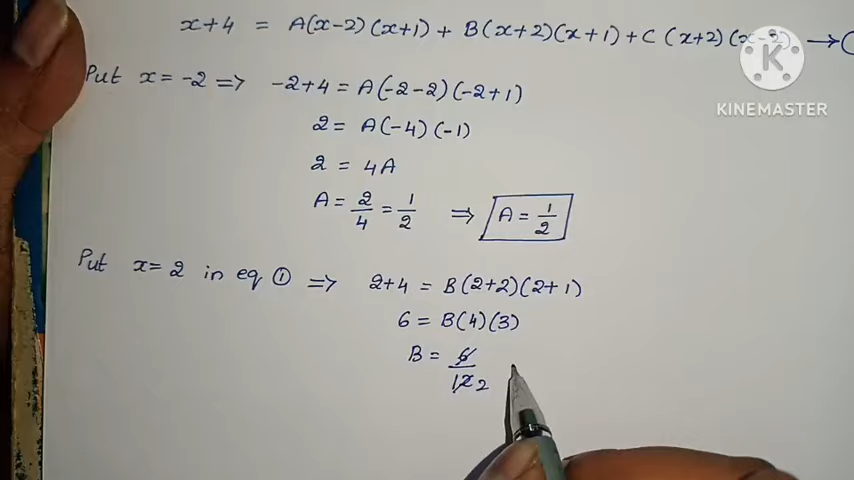 x+4 = A(x-2)(x+1) + B(x+2)(x+1) + C(x+2)(x-2) → (
KINEMASTER
Put x = -2 ⇒ -2+4 = A(-2-2)(-2+1)
2 = A(-4)(-1)
2 = 4A
A = 2/4 = 1/2 ⇒ A = 1/2
Put x = 2 in eq ① ⇒ 2+4 = B(2+2)(2+1)
6 = B(4)(3)
B = 6/12 2